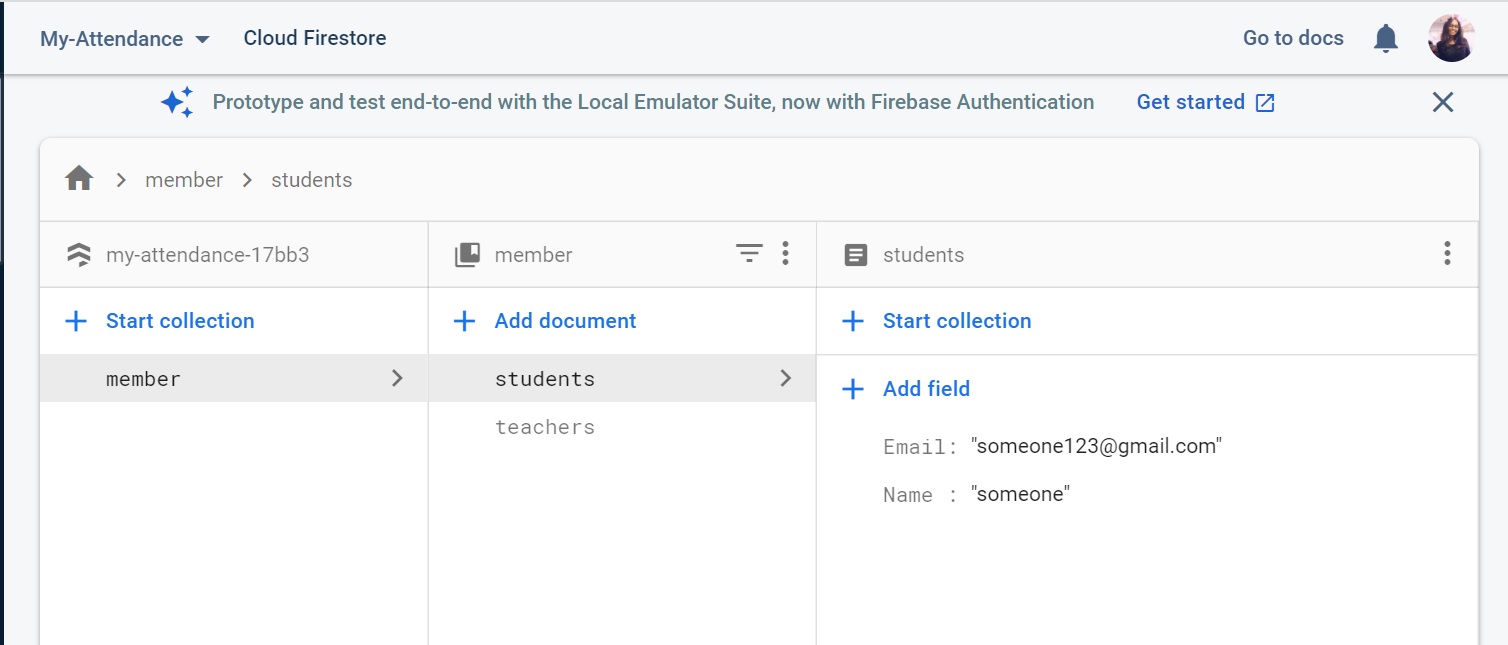 My-Attendance Cloud Firestore Go to docs
Prototype and test end-to-end with the Local Emulator Suite, now with Firebase Authentication Get started
member students
my-attendance-17bb3 member students
Start collection Add document Start collection
member students
Add field
teachers
Email: "someone123@gmail.com"
Name : "someone"